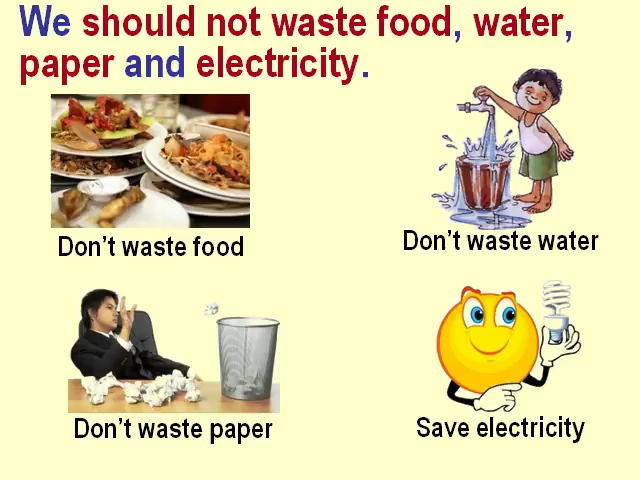 We should not waste food, water,
paper and electricity.
Don't waste food
Don't waste water
Don't waste paper
Save electricity